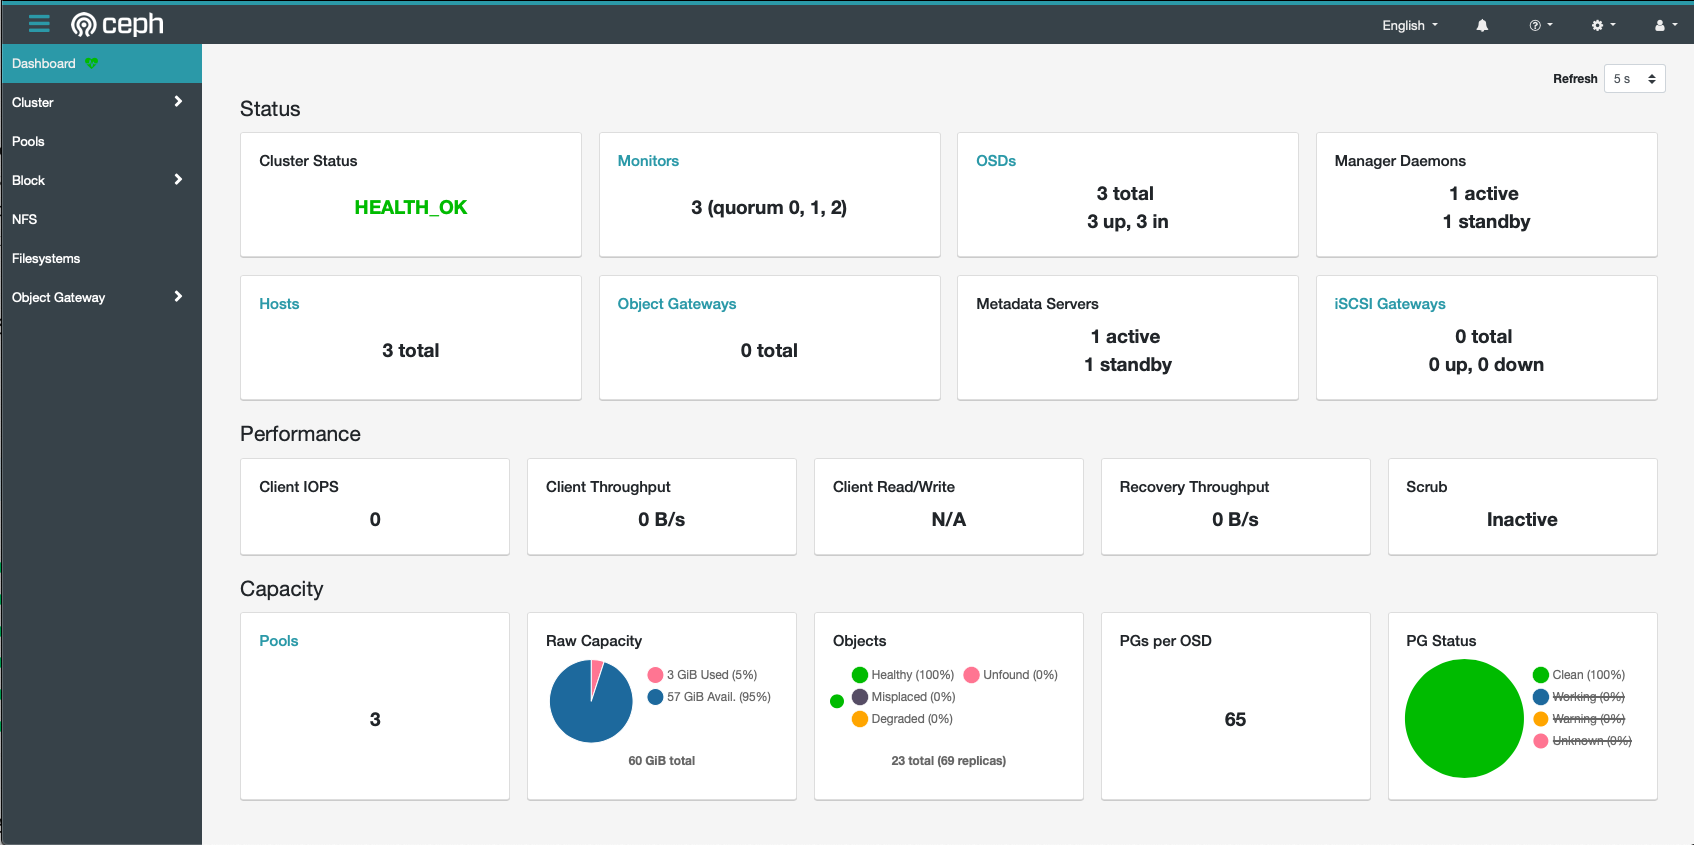 ceph
English
Dashboard
Cluster
Pools
Block
NFS
Filesystems
Object Gateway
Refresh 5 s
Status
Cluster Status
HEALTH_OK
Monitors
3 (quorum 0, 1, 2)
OSDs
3 total
3 up, 3 in
Manager Daemons
1 active
1 standby
Hosts
3 total
Object Gateways
0 total
Metadata Servers
1 active
1 standby
iSCSI Gateways
0 total
0 up, 0 down
Performance
Client IOPS
0
Client Throughput
0 B/s
Client Read/Write
N/A
Recovery Throughput
0 B/s
Scrub
Inactive
Capacity
Pools
3
Raw Capacity
3 GiB Used (5%)
57 GiB Avail. (95%)
60 GiB total
Objects
Healthy (100%) Unfound (0%)
Misplaced (0%)
Degraded (0%)
23 total (69 replicas)
PGs per OSD
65
PG Status
Clean (100%)
Working (0%)
Warning (0%)
Unknown (0%)